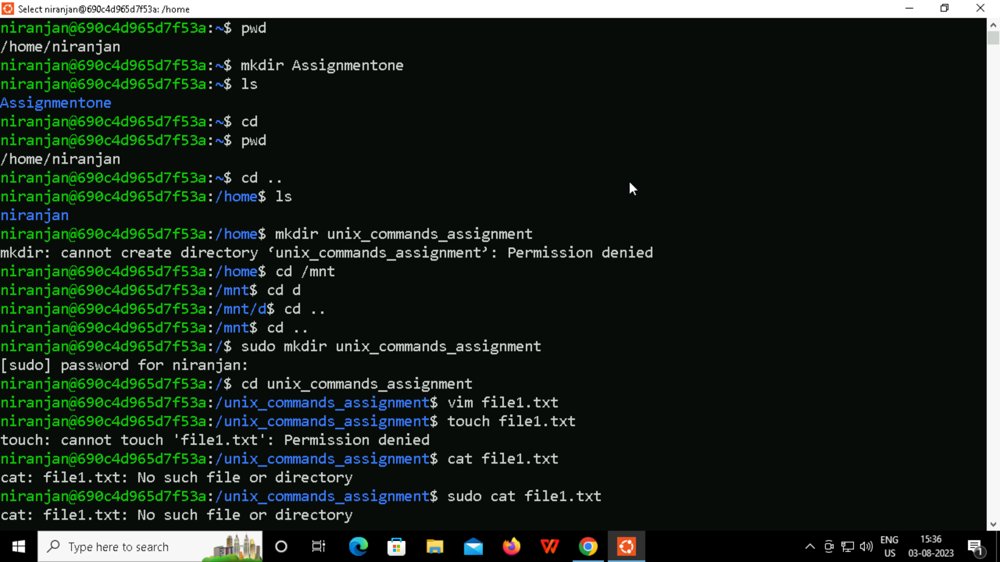 Select niranjan@690c4d965d7f53a: /home
niranjan@690c4d965d7f53a:~$ pwd
/home/niranjan
niranjan@690c4d965d7f53a:~$ mkdir Assignmentone
niranjan@690c4d965d7f53a:~$ ls
Assignmentone
niranjan@690c4d965d7f53a:~$ cd
niranjan@690c4d965d7f53a:~$ pwd
/home/niranjan
niranjan@690c4d965d7f53a:~$ cd ..
niranjan@690c4d965d7f53a:/home$ ls
niranjan
niranjan@690c4d965d7f53a:/home$ mkdir unix_commands_assignment
mkdir: cannot create directory ‘unix_commands_assignment’: Permission denied
niranjan@690c4d965d7f53a:/home$ cd /mnt
niranjan@690c4d965d7f53a:/mnt$ cd d
niranjan@690c4d965d7f53a:/mnt/d$ cd ..
niranjan@690c4d965d7f53a:/mnt$ cd ..
niranjan@690c4d965d7f53a:/$ sudo mkdir unix_commands_assignment
[sudo] password for niranjan:
niranjan@690c4d965d7f53a:/$ cd unix_commands_assignment
niranjan@690c4d965d7f53a:/unix_commands_assignment$ vim file1.txt
niranjan@690c4d965d7f53a:/unix_commands_assignment$ touch file1.txt
touch: cannot touch 'file1.txt': Permission denied
niranjan@690c4d965d7f53a:/unix_commands_assignment$ cat file1.txt
cat: file1.txt: No such file or directory
niranjan@690c4d965d7f53a:/unix_commands_assignment$ sudo cat file1.txt
cat: file1.txt: No such file or directory
Type here to search
ENG
US
15:36
03-08-2023
1